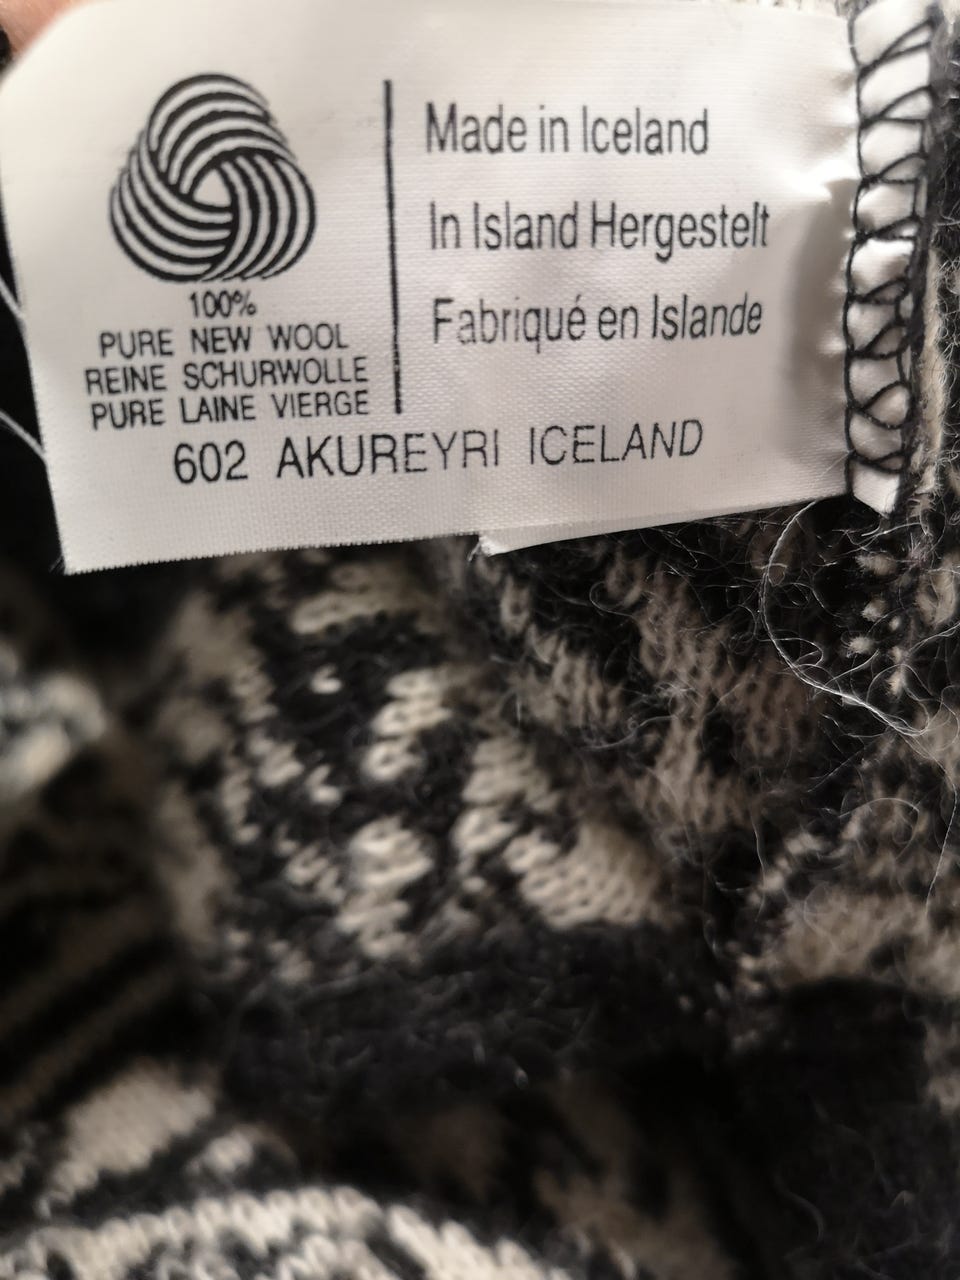 100%
PURE NEW WOOL
REINE SCHURWOLLE
PURE LAINE VIERGE
Made in Iceland
In Island Hergestelt
Fabriqué en Islande
602 AKUREYRI ICELAND